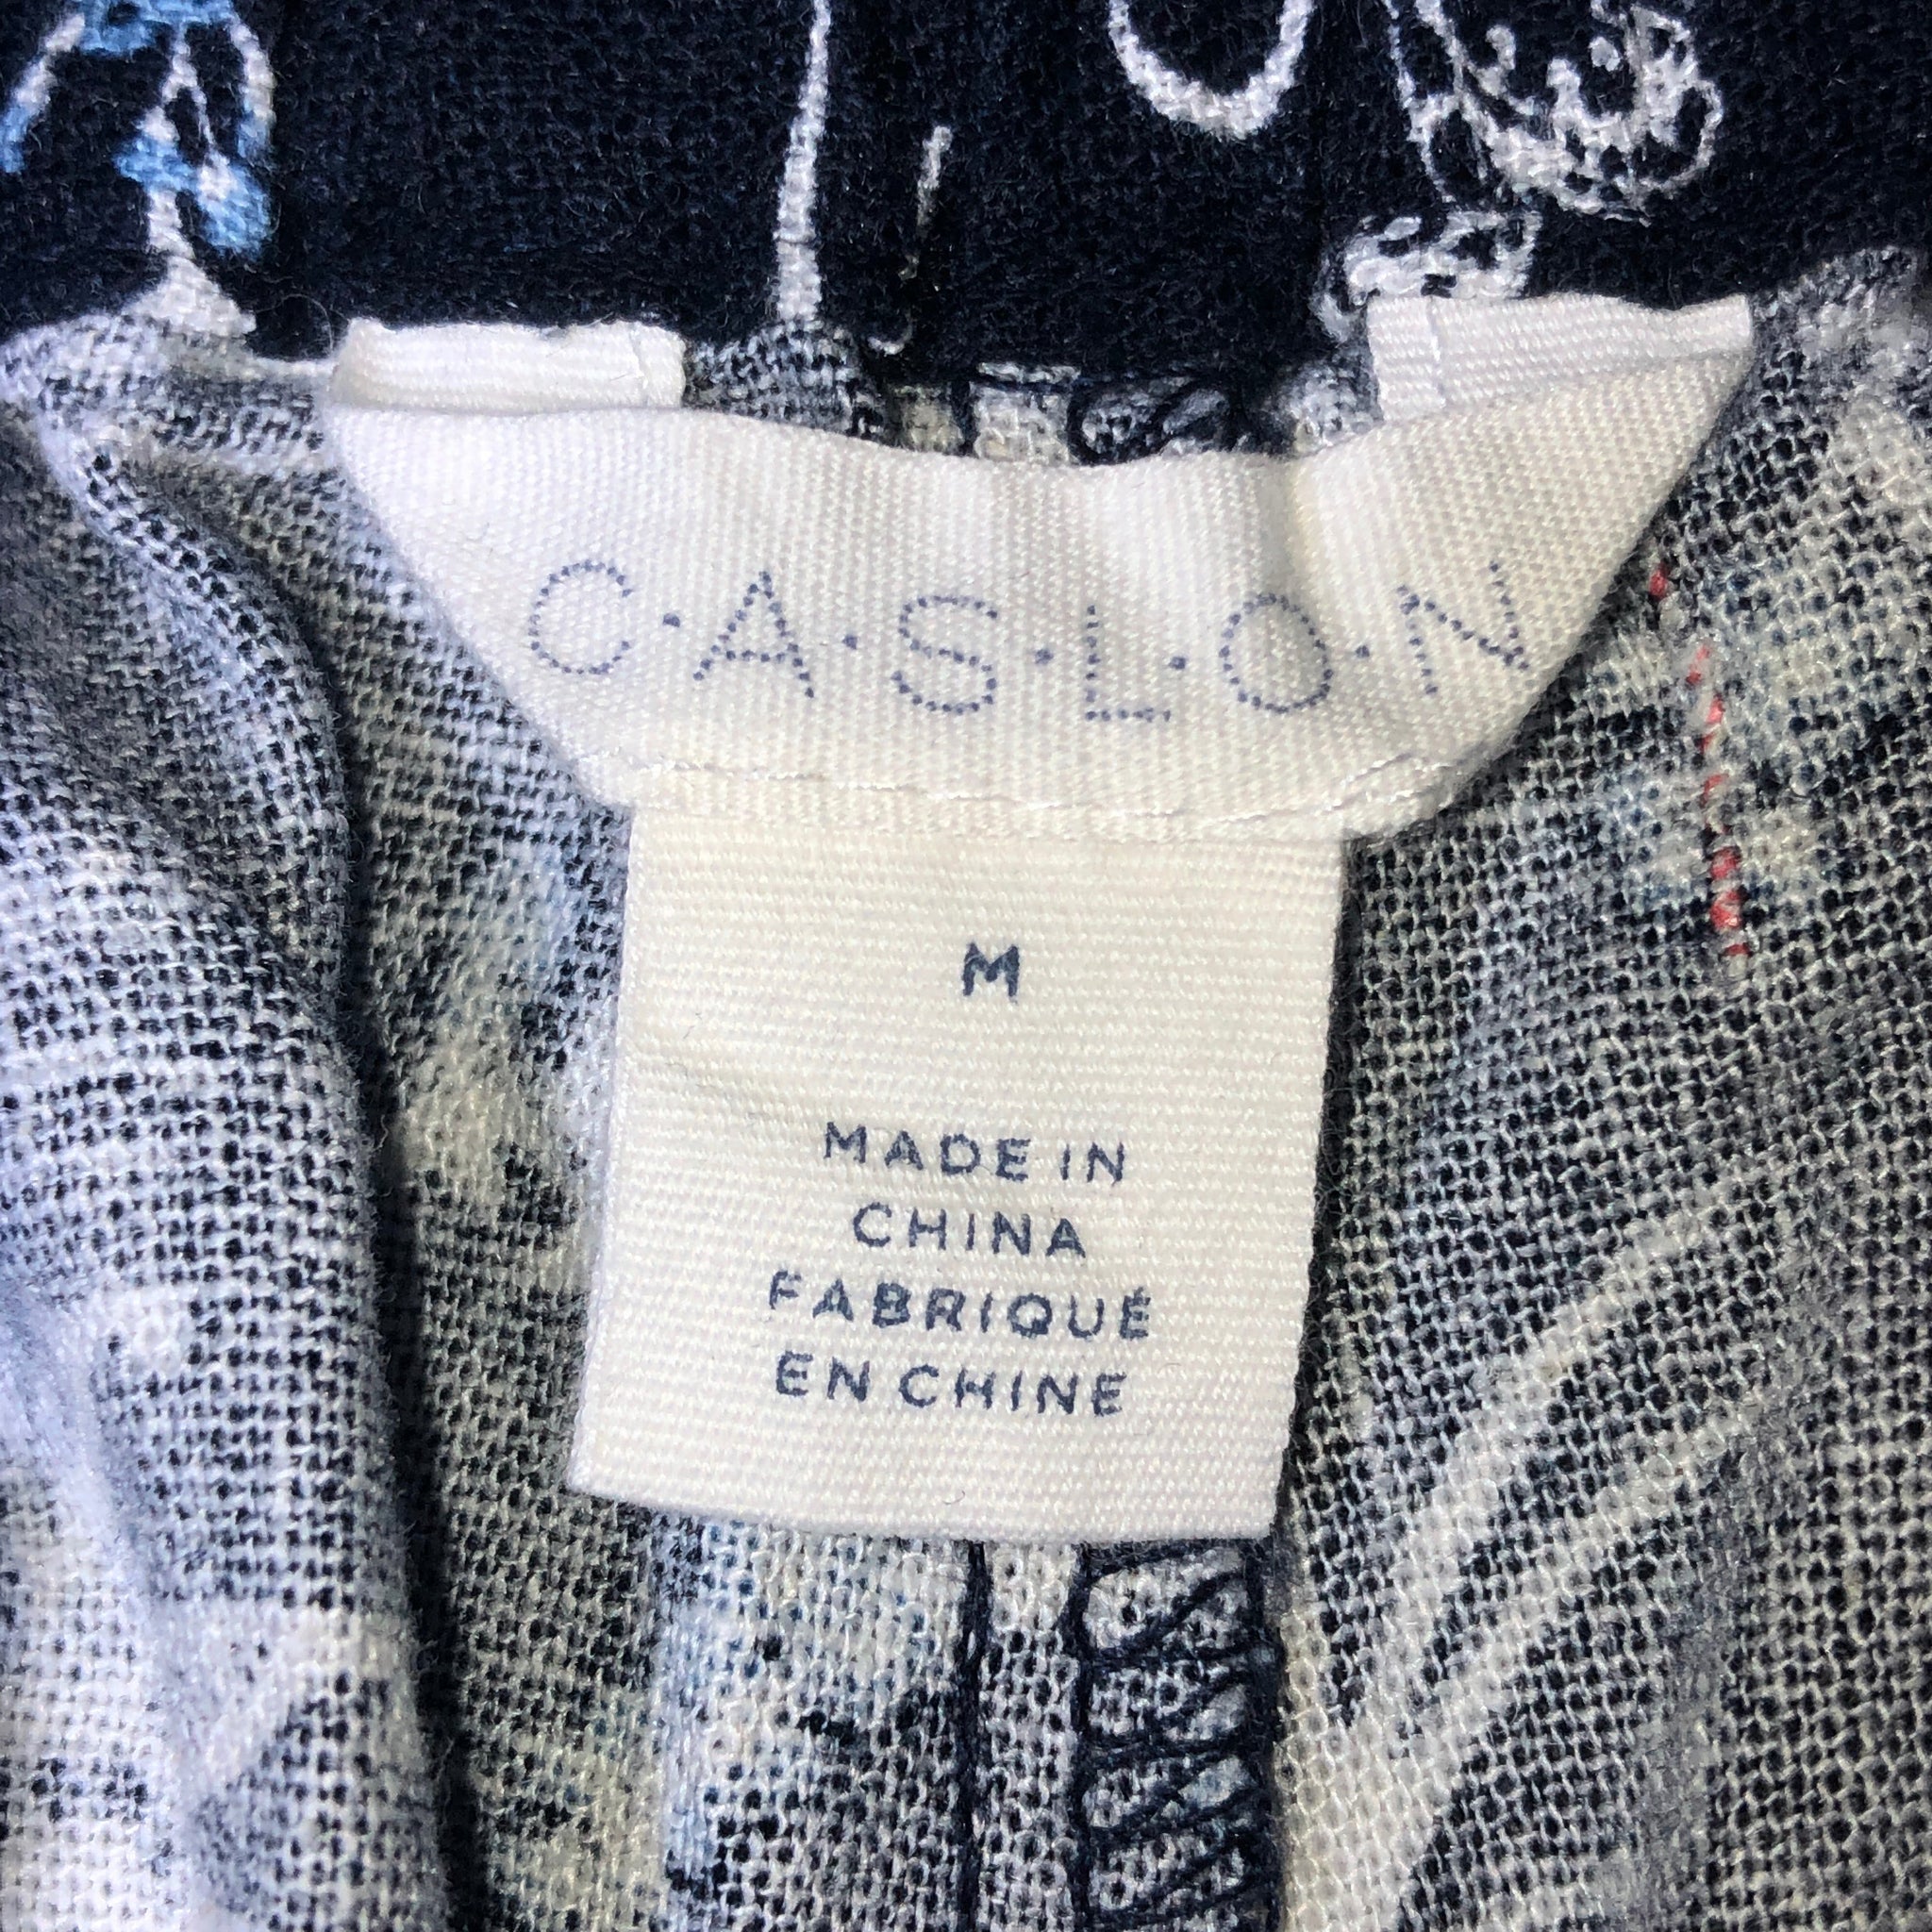 C·A·S·L·O·N
M
MADE IN
CHINA
FABRIQUÉ
EN CHINE